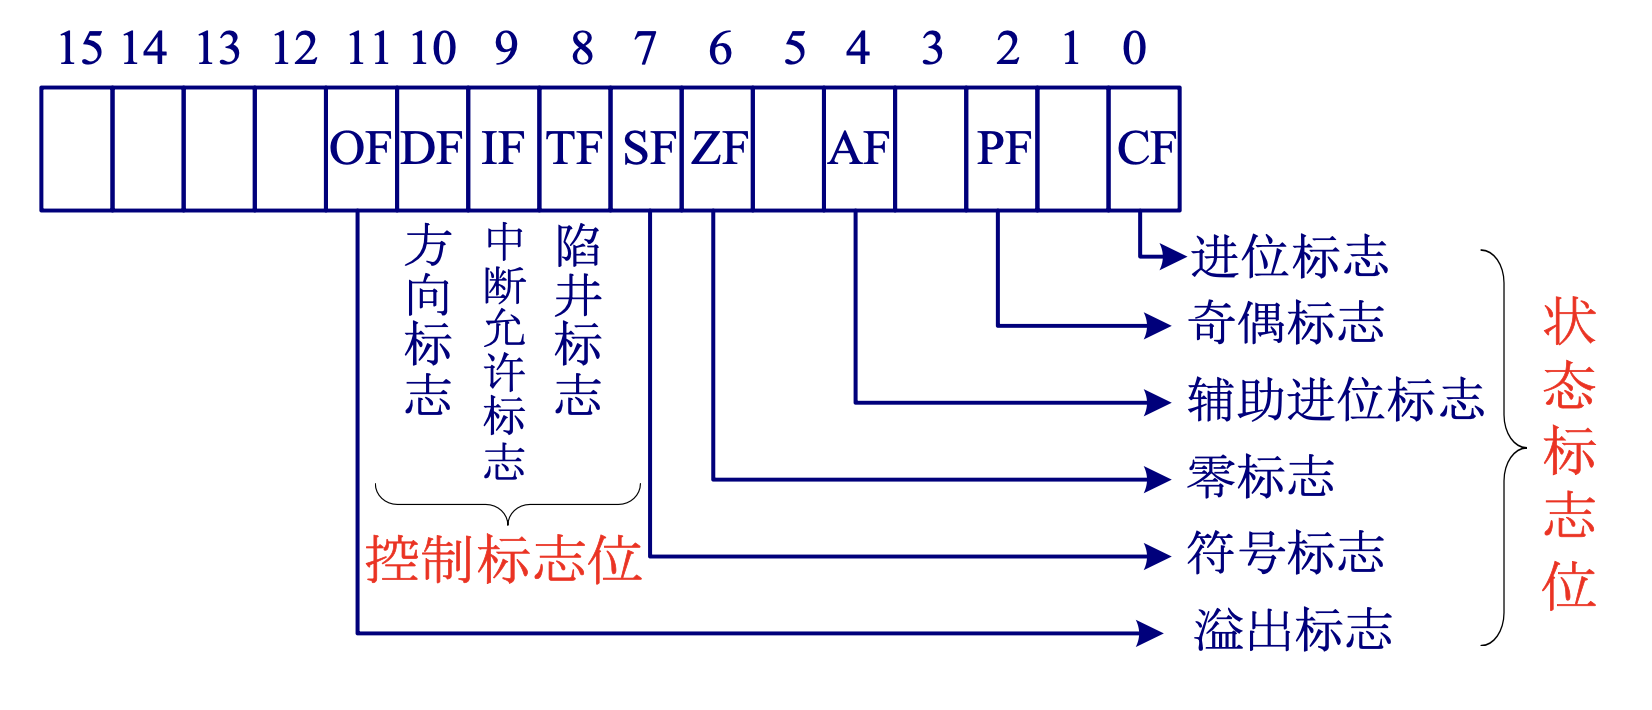 15 14 13 12 11 10 9 8 7 6 5 4 3 2 1 0
OF DF IF TF SF ZF AF PF CF
方向标志
中断允许标志
陷井标志
控制标志位
进位标志
奇偶标志
辅助进位标志
零标志
符号标志
溢出标志
状态标志位